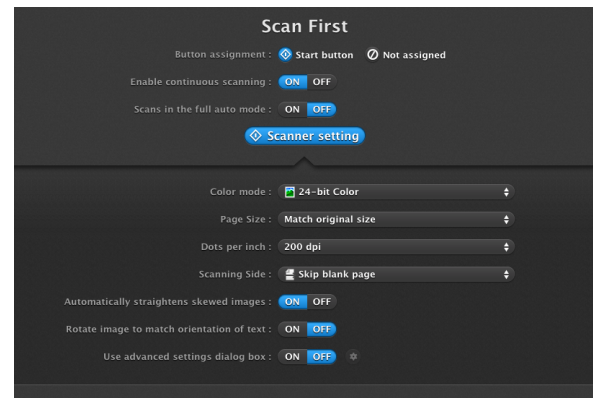 Scan First
Button assignment : Start button Not assigned
Enable continuous scanning : ON OFF
Scans in the full auto mode : ON OFF
Scanner setting
Color mode : 24-bit Color
Page Size : Match original size
Dots per inch : 200 dpi
Scanning Side : Skip blank page
Automatically straightens skewed images : ON OFF
Rotate image to match orientation of text : ON OFF
Use advanced settings dialog box : ON OFF